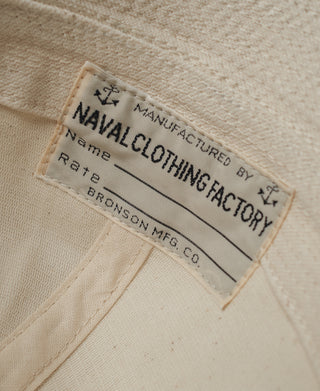 MANUFACTURED BY
NAVAL CLOTHING FACTORY
Name
Rate
BRONSON MFG. CO.